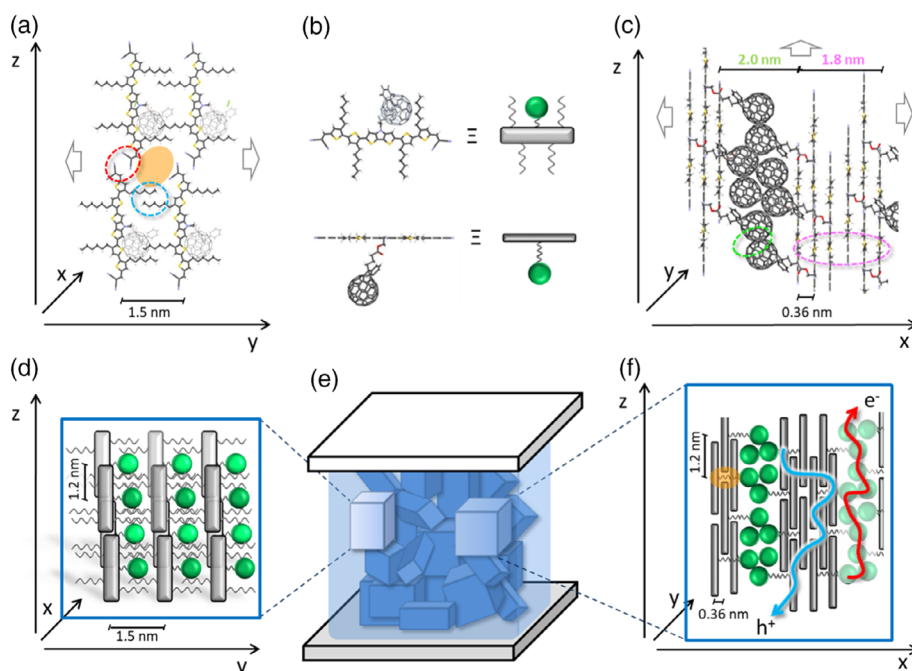 (a)
(b)
(c)
z
x
1.5 nm
y
Ξ
Ξ
z
2.0 nm
1.8 nm
y
0.36 nm
x
(d)
(e)
(f)
z
1.2 nm
x
1.5 nm
y
z
e-
1.2 nm
y
0.36 nm
h+
x